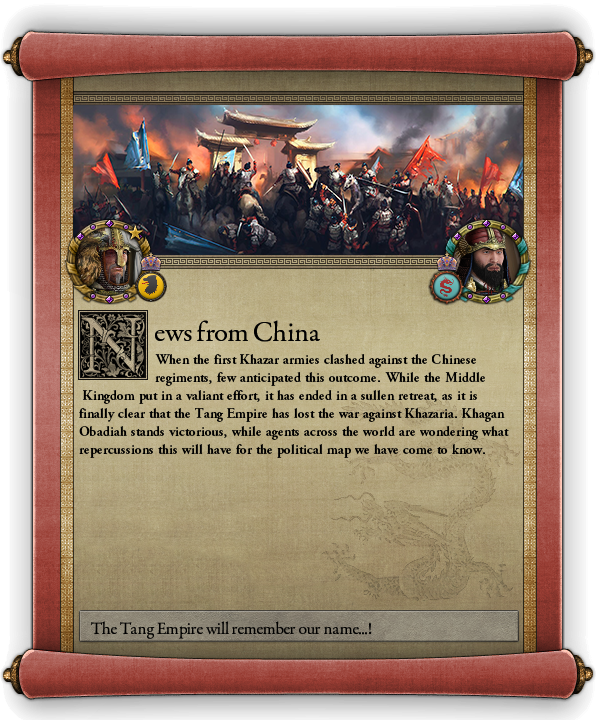 News from China
When the first Khazar armies clashed against the Chinese
regiments, few anticipated this outcome. While the Middle
Kingdom put in a valiant effort, it has ended in a sullen retreat, as it is
finally clear that the Tang Empire has lost the war against Khazaria. Khagan
Obadiah stands victorious, while agents across the world are wondering what
repercussions this will have for the political map we have come to know.
The Tang Empire will remember our name...!